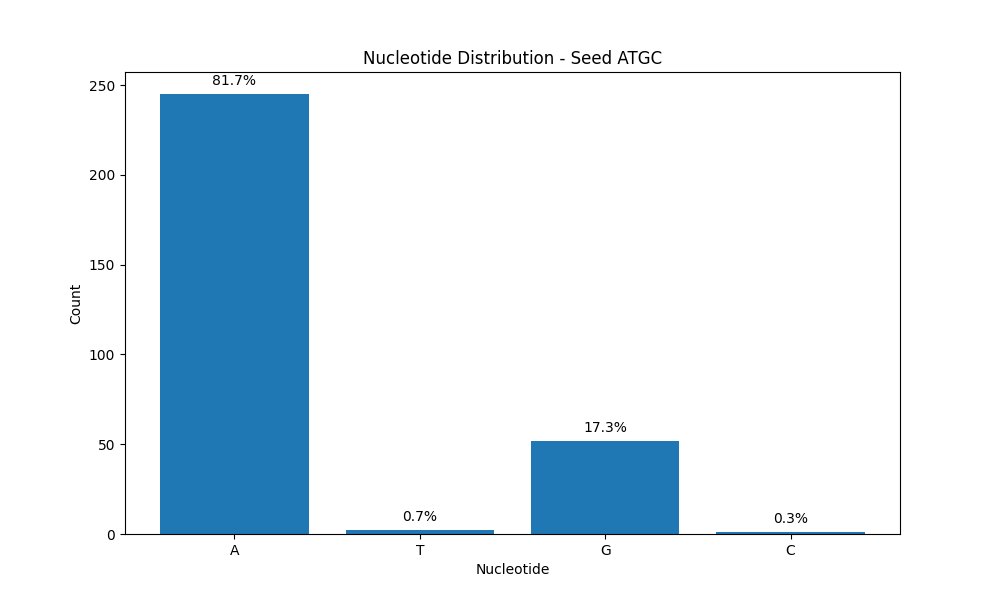 Nucleotide Distribution - Seed ATGC
250
200
150
100
50
0
Count
81.7%
0.7%
17.3%
0.3%
A
T
G
C
Nucleotide